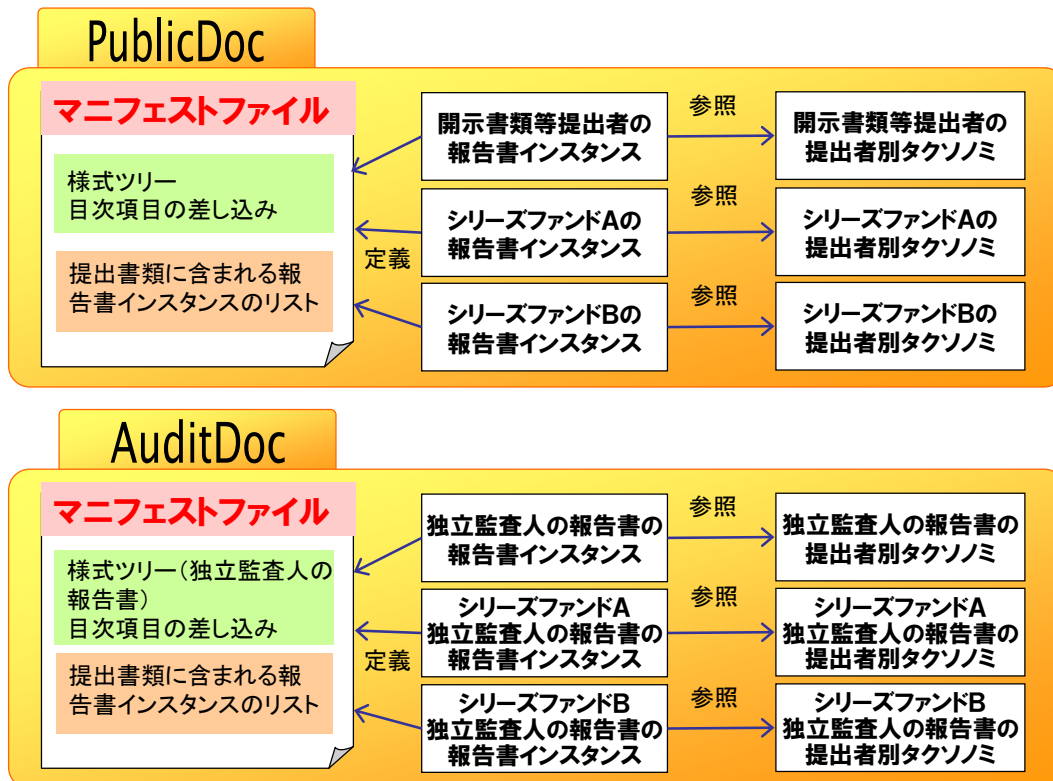 PublicDoc
マニフェストファイル
様式ツリー
目次項目の差し込み
提出書類に含まれる報
告書インスタンスのリスト
定義
開示書類等提出者の
報告書インスタンス
参照
開示書類等提出者の
提出者別タクソノミ
シリーズファンドAの
報告書インスタンス
参照
シリーズファンドAの
提出者別タクソノミ
シリーズファンドBの
報告書インスタンス
参照
シリーズファンドBの
提出者別タクソノミ
AuditDoc
マニフェストファイル
様式ツリー（独立監査人の
報告書）
目次項目の差し込み
提出書類に含まれる報
告書インスタンスのリスト
定義
独立監査人の報告書の
報告書インスタンス
参照
独立監査人の報告書の
提出者別タクソノミ
シリーズファンドA
独立監査人の報告書の
報告書インスタンス
参照
シリーズファンドA
独立監査人の報告書の
提出者別タクソノミ
シリーズファンドB
独立監査人の報告書の
報告書インスタンス
参照
シリーズファンドB
独立監査人の報告書の
提出者別タクソノミ